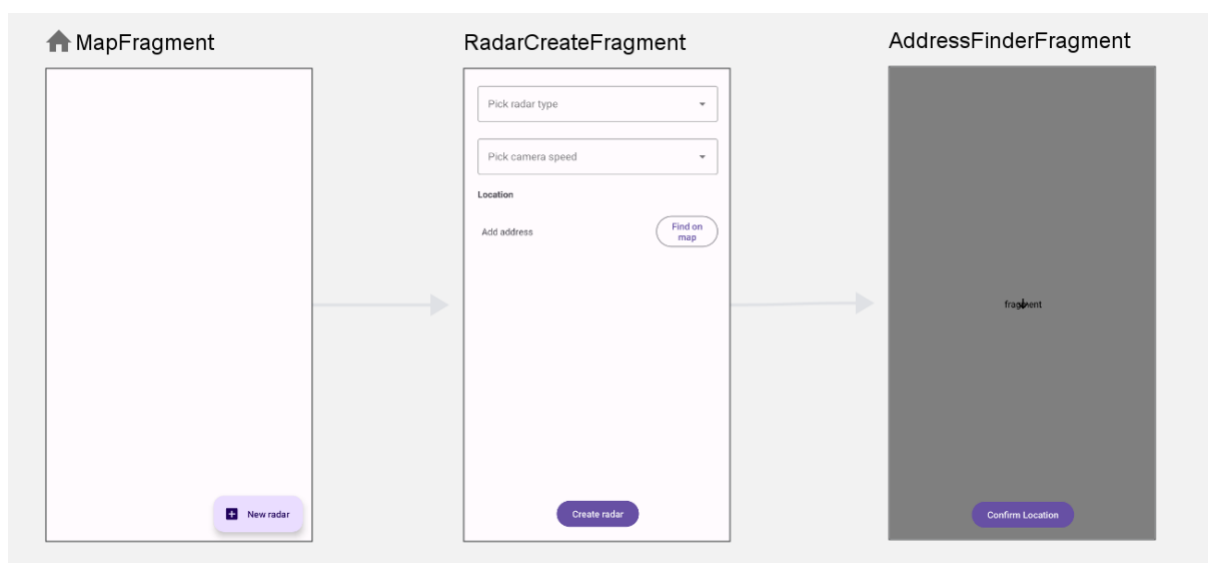 MapFragment
RadarCreateFragment
AddressFinderFragment
Pick radar type
Pick camera speed
Location
Add address
Find on
map
fragment
New radar
Create radar
Confirm Location